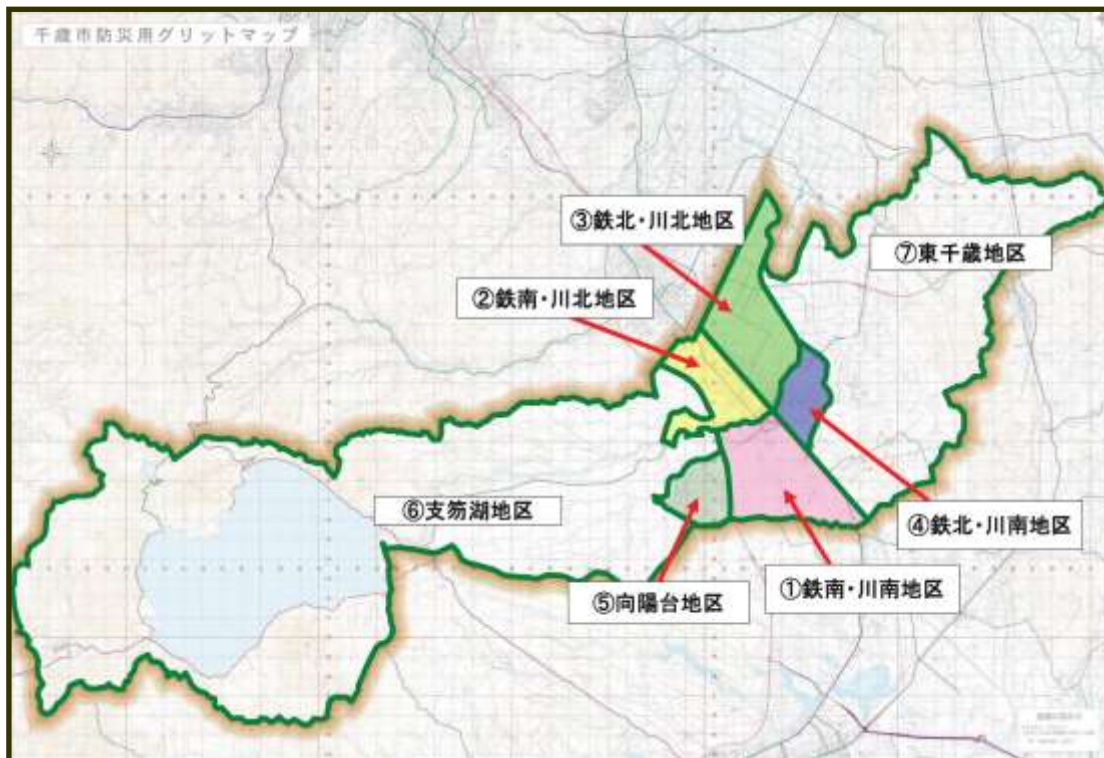 千歳市防災用グリットマップ
③鉄北・川北地区
⑦東千歳地区
②鉄南・川北地区
⑥支笏湖地区
④鉄北・川南地区
①鉄南・川南地区
⑤向陽台地区